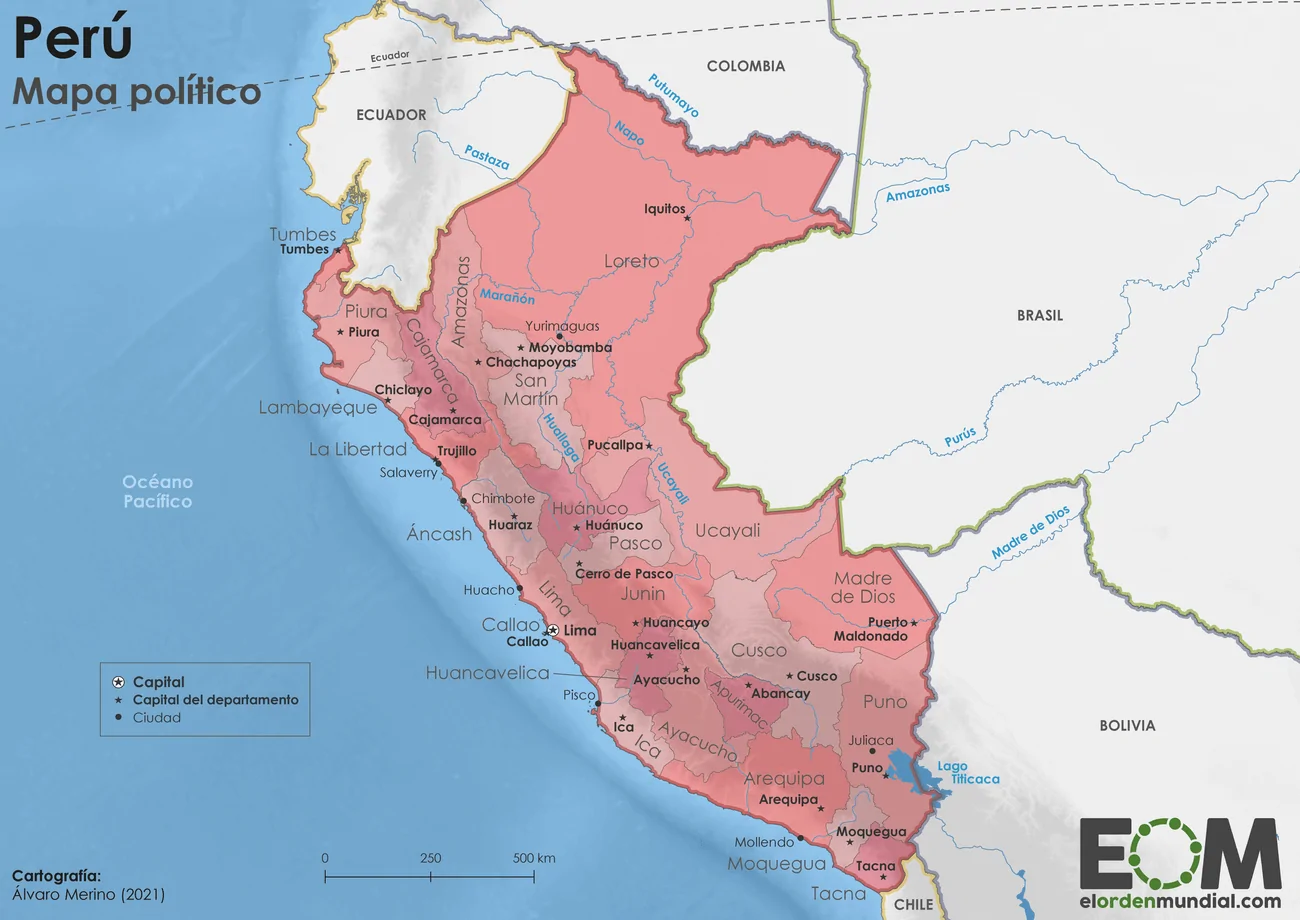 Perú
Mapa político
Ecuador
ECUADOR
COLOMBIA
Putumayo
Napo
Pastaza
Amazonas
Iquitos
Tumbes
Tumbes
Loreto
Amazonas
Marañón
BRASIL
Piura
Piura
Cajamarca
Yurimaguas
Moyobamba
Chachapoyas
San
Martín
Chiclayo
Lambayeque
Cajamarca
Huallaga
Purús
La Libertad
Trujillo
Pucallpa
Salaverry
Ucayali
Océano
Pacífico
Chimbote
Huánuco
Huaraz
Huánuco
Áncash
Pasco
Ucayali
Madre de Dios
Cerro de Pasco
Huacho
Lima
Junin
Madre
de Dios
Callao
Callao
Lima
Huancayo
Puerto
Maldonado
Huancavelica
Cusco
Huancavelica
Ayacucho
Cusco
Abancay
Apurimac
Pisco
Puno
Ica
Ica
Ayacucho
BOLIVIA
Juliaca
Puno
Lago
Titicaca
Arequipa
Arequipa
Moquegua
Mollendo
Moquegua
Tacna
Tacna
CHILE
Capital
Capital del departamento
Ciudad
0 250 500 km
Cartografía:
Álvaro Merino (2021)
EOM
elordenmundial.com